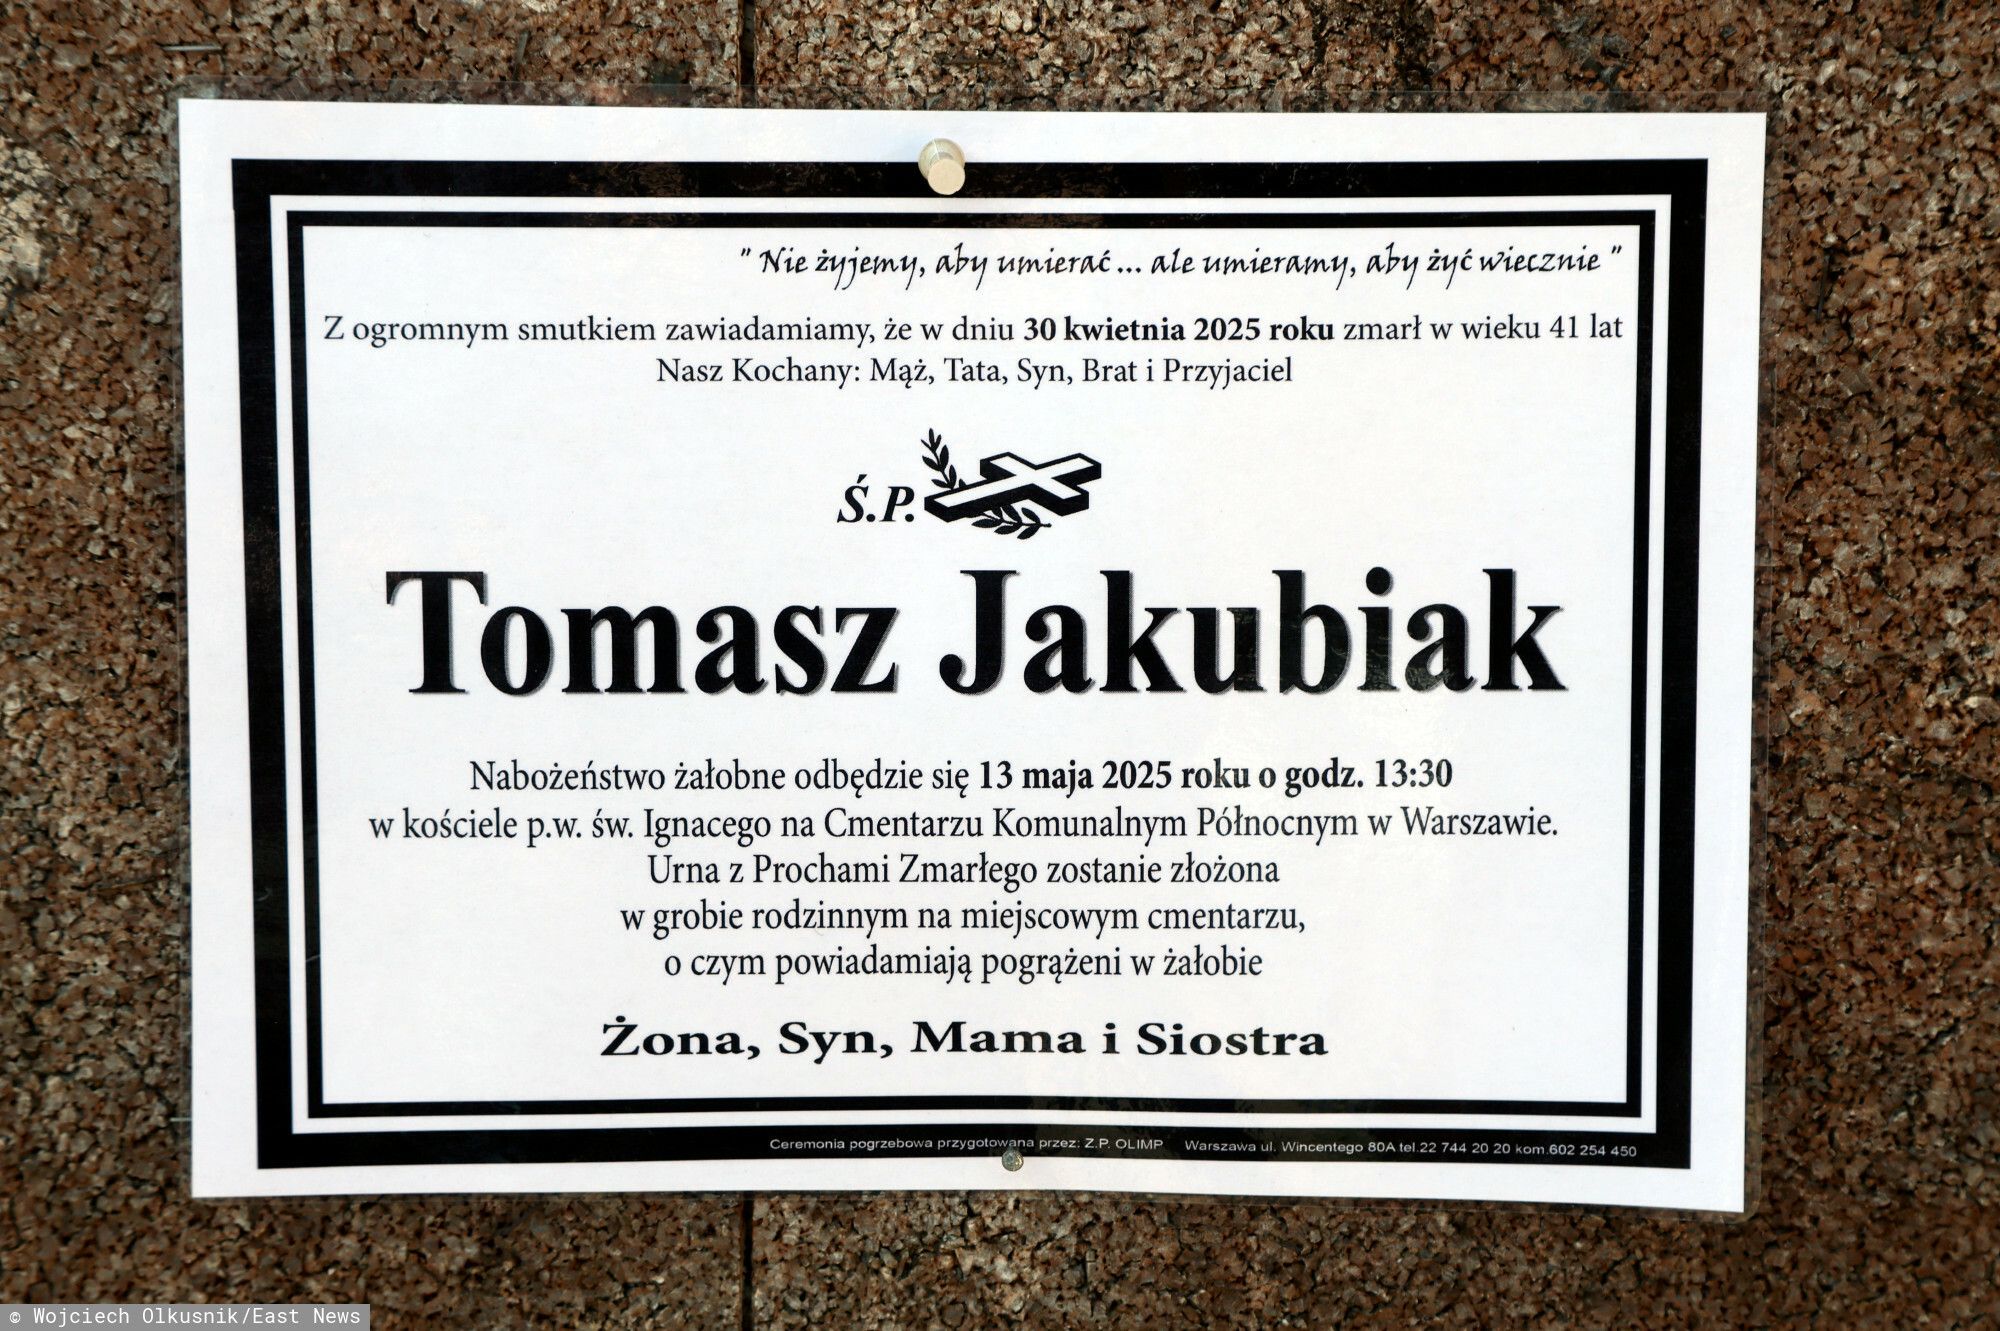 " Nie żyjemy, aby umierać ... ale umieramy, aby żyć wiecznie "
Z ogromnym smutkiem zawiadamiamy, że w dniu 30 kwietnia 2025 roku zmarł w wieku 41 lat
Nasz Kochany: Mąż, Tata, Syn, Brat i Przyjaciel
Ś.P.
Tomasz Jakubiak
Nabożeństwo żałobne odbędzie się 13 maja 2025 roku o godz. 13:30
w kościele p.w. św. Ignacego na Cmentarzu Komunalnym Północnym w Warszawie.
Urna z Prochami Zmarłego zostanie złożona
w grobie rodzinnym na miejscowym cmentarzu,
o czym powiadamiają pogrążeni w żałobie
Żona, Syn, Mama i Siostra
Ceremonia pogrzebowa przygotowana przez: Z.P. OLIMP Warszawa ul. Wincentego 80A tel.22 744 20 20 kom.602 254 450
© Wojciech Olkusnik/East News